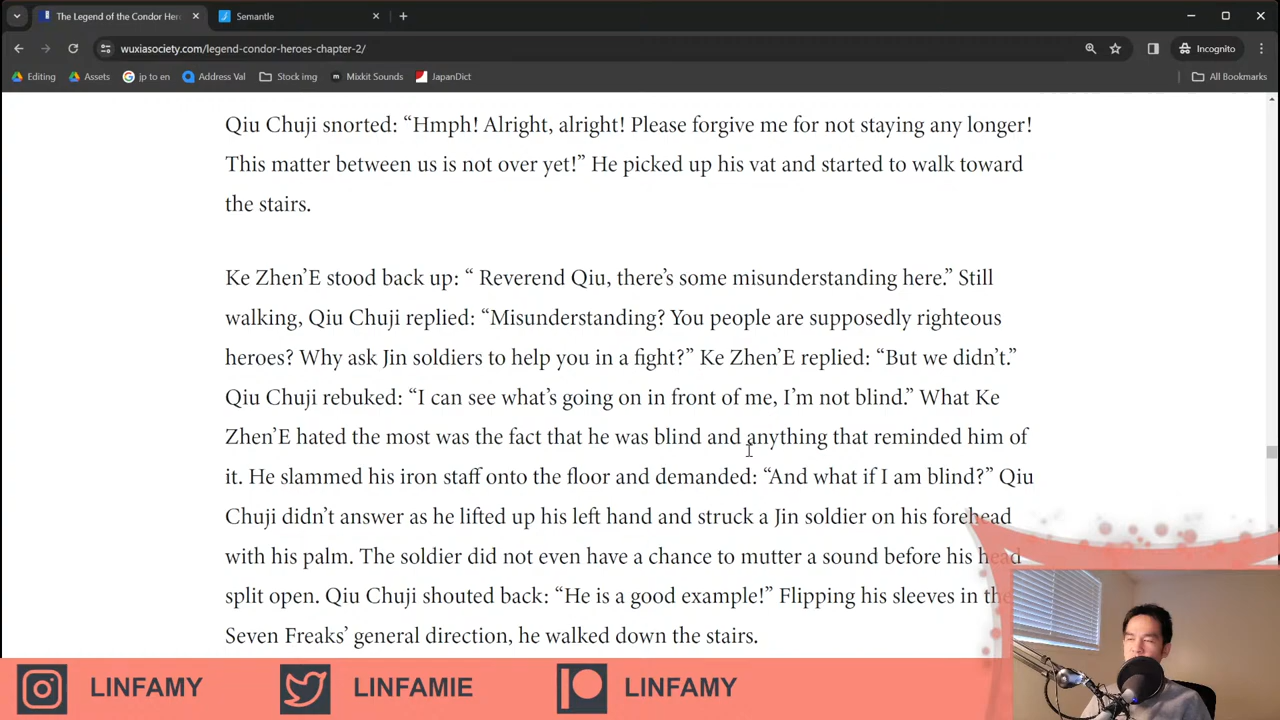 The Legend of the Condor Her
Semantle
wuxiasociety.com/legend-condor-heroes-chapter-2/
Incognito
Editing
Assets
jp to en
Address Val
Stock img
Mixkit Sounds
JapanDict
All Bookmarks
Qiu Chuji snorted: “Hmph! Alright, alright! Please forgive me for not staying any longer!
This matter between us is not over yet!” He picked up his vat and started to walk toward
the stairs.
Ke Zhen’E stood back up: “ Reverend Qiu, there’s some misunderstanding here.” Still
walking, Qiu Chuji replied: “Misunderstanding? You people are supposedly righteous
heroes? Why ask Jin soldiers to help you in a fight?” Ke Zhen’E replied: “But we didn’t.”
Qiu Chuji rebuked: “I can see what’s going on in front of me, I’m not blind.” What Ke
Zhen’E hated the most was the fact that he was blind and anything that reminded him of
it. He slammed his iron staff onto the floor and demanded: “And what if I am blind?” Qiu
Chuji didn’t answer as he lifted up his left hand and struck a Jin soldier on his forehead
with his palm. The soldier did not even have a chance to mutter a sound before his head
split open. Qiu Chuji shouted back: “He is a good example!” Flipping his sleeves in the
Seven Freaks’ general direction, he walked down the stairs.
LINFAMY
LINFAMIE
LINFAMY